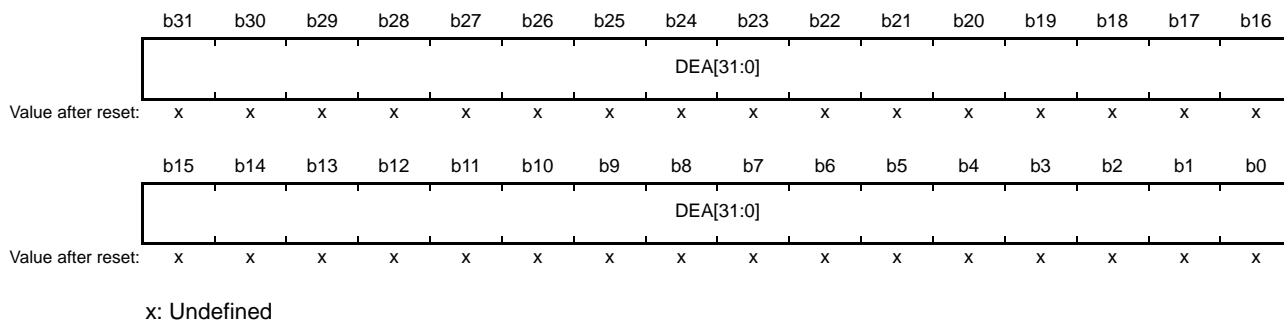 b31 b30 b29 b28 b27 b26 b25 b24 b23 b22 b21 b20 b19 b18 b17 b16
DEA[31:0]
Value after reset: x x x x x x x x x x x x x x x x
b15 b14 b13 b12 b11 b10 b9 b8 b7 b6 b5 b4 b3 b2 b1 b0
DEA[31:0]
Value after reset: x x x x x x x x x x x x x x x x
x: Undefined